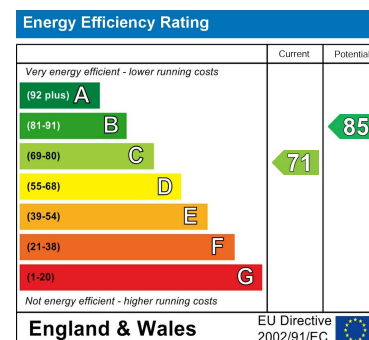 Energy Efficiency Rating
Current Potential
Very energy efficient - lower running costs
(92 plus) A
(81-91) B
85
(69-80) C
71
(55-68) D
(39-54) E
(21-38) F
(1-20) G
Not energy efficient - higher running costs
England & Wales
EU Directive
2002/91/EC